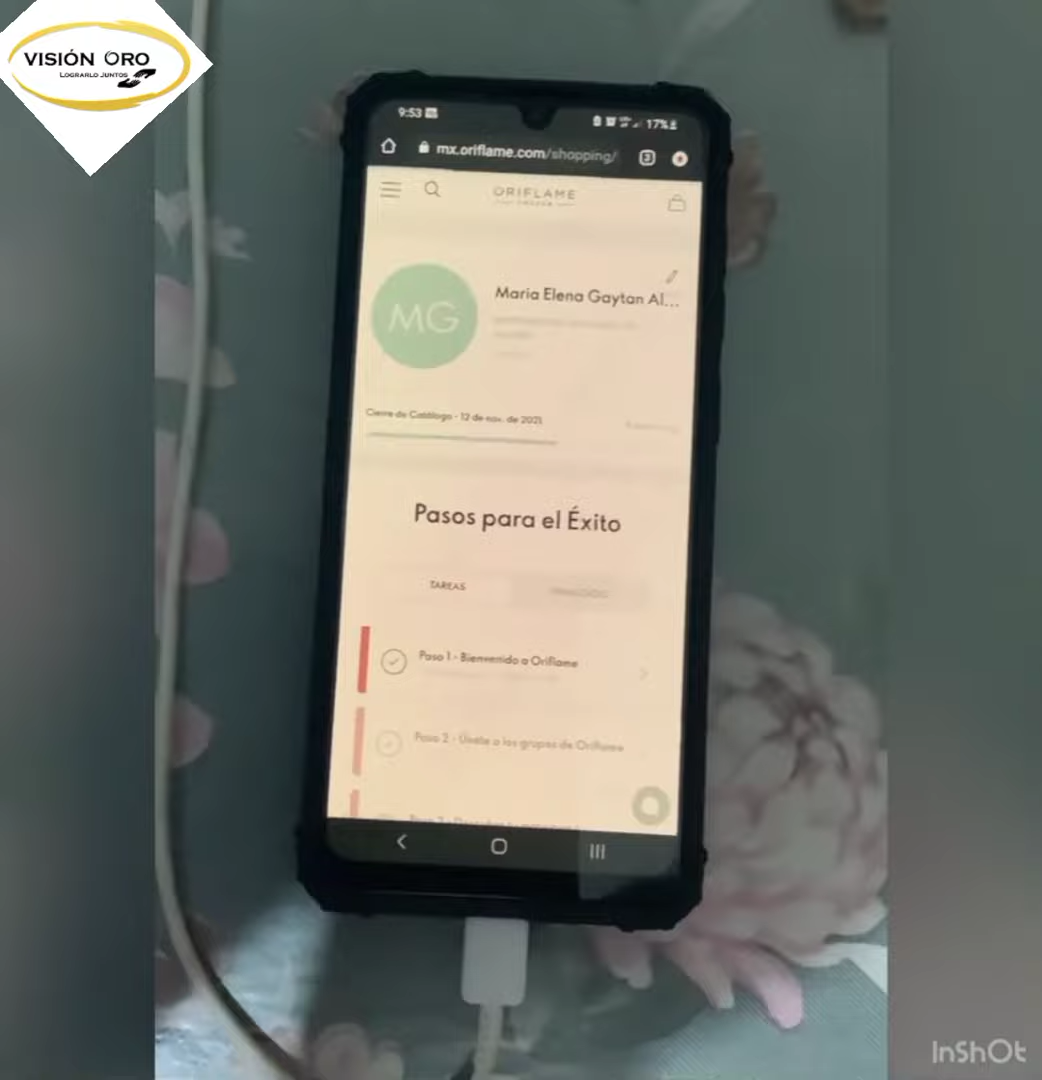 VISIÓN ORO
LOGRARLO JUNTOS
9:53
17%
mx.oriflame.com/shopping/
3
ORIFLAME
SWEDEN
MG
Maria Elena Gaytan Al...
Cierre de Catálogo - 12 de nov. de 2021
Pasos para el Éxito
TAREAS
Paso 1 - Bienvenido a Oriflame
Paso 2 - Únete a los grupos de Oriflame
InShOt